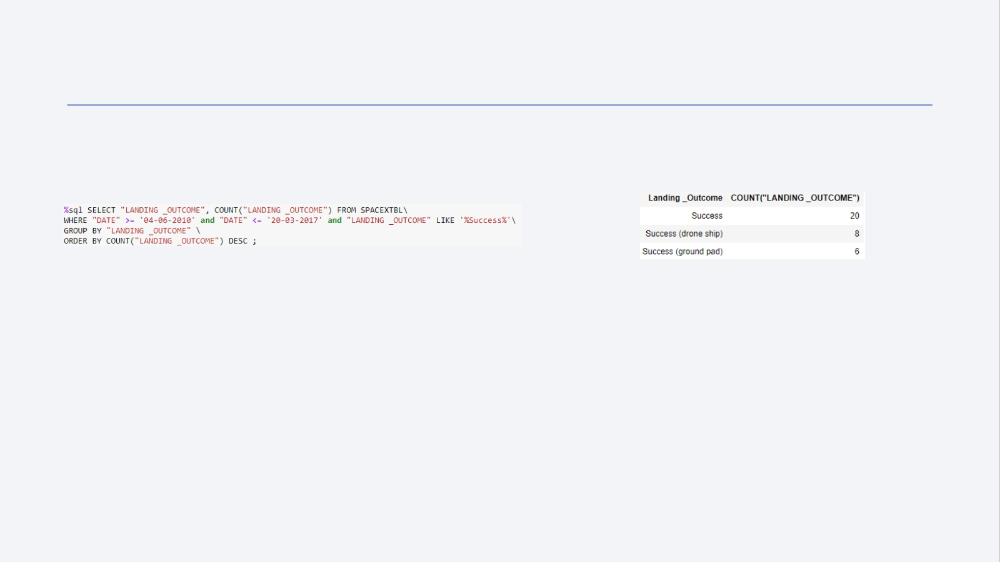 %sql SELECT "LANDING _OUTCOME", COUNT("LANDING _OUTCOME") FROM SPACEXTBL\
WHERE "DATE" >= '04-06-2010' and "DATE" <= '20-03-2017' and "LANDING _OUTCOME" LIKE '%Success%'\
GROUP BY "LANDING _OUTCOME" \
ORDER BY COUNT("LANDING _OUTCOME") DESC ;
Landing _Outcome COUNT("LANDING _OUTCOME")
Success 20
Success (drone ship) 8
Success (ground pad) 6